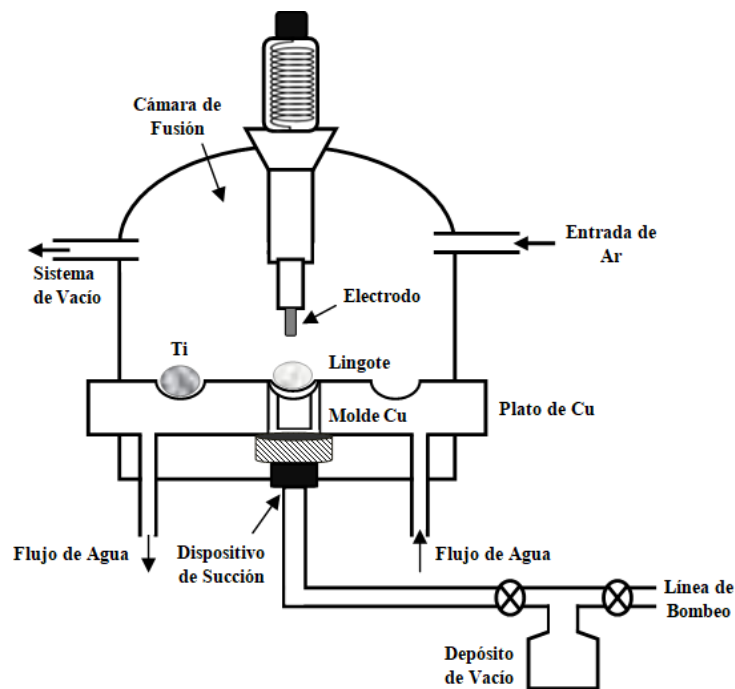 Cámara de
Fusión
Entrada de
Ar
Sistema
de Vacío
Electrodo
Ti
Lingote
Molde Cu
Plato de Cu
Flujo de Agua
Dispositivo
de Succión
Flujo de Agua
Línea de
Bombeo
Depósito
de Vacío